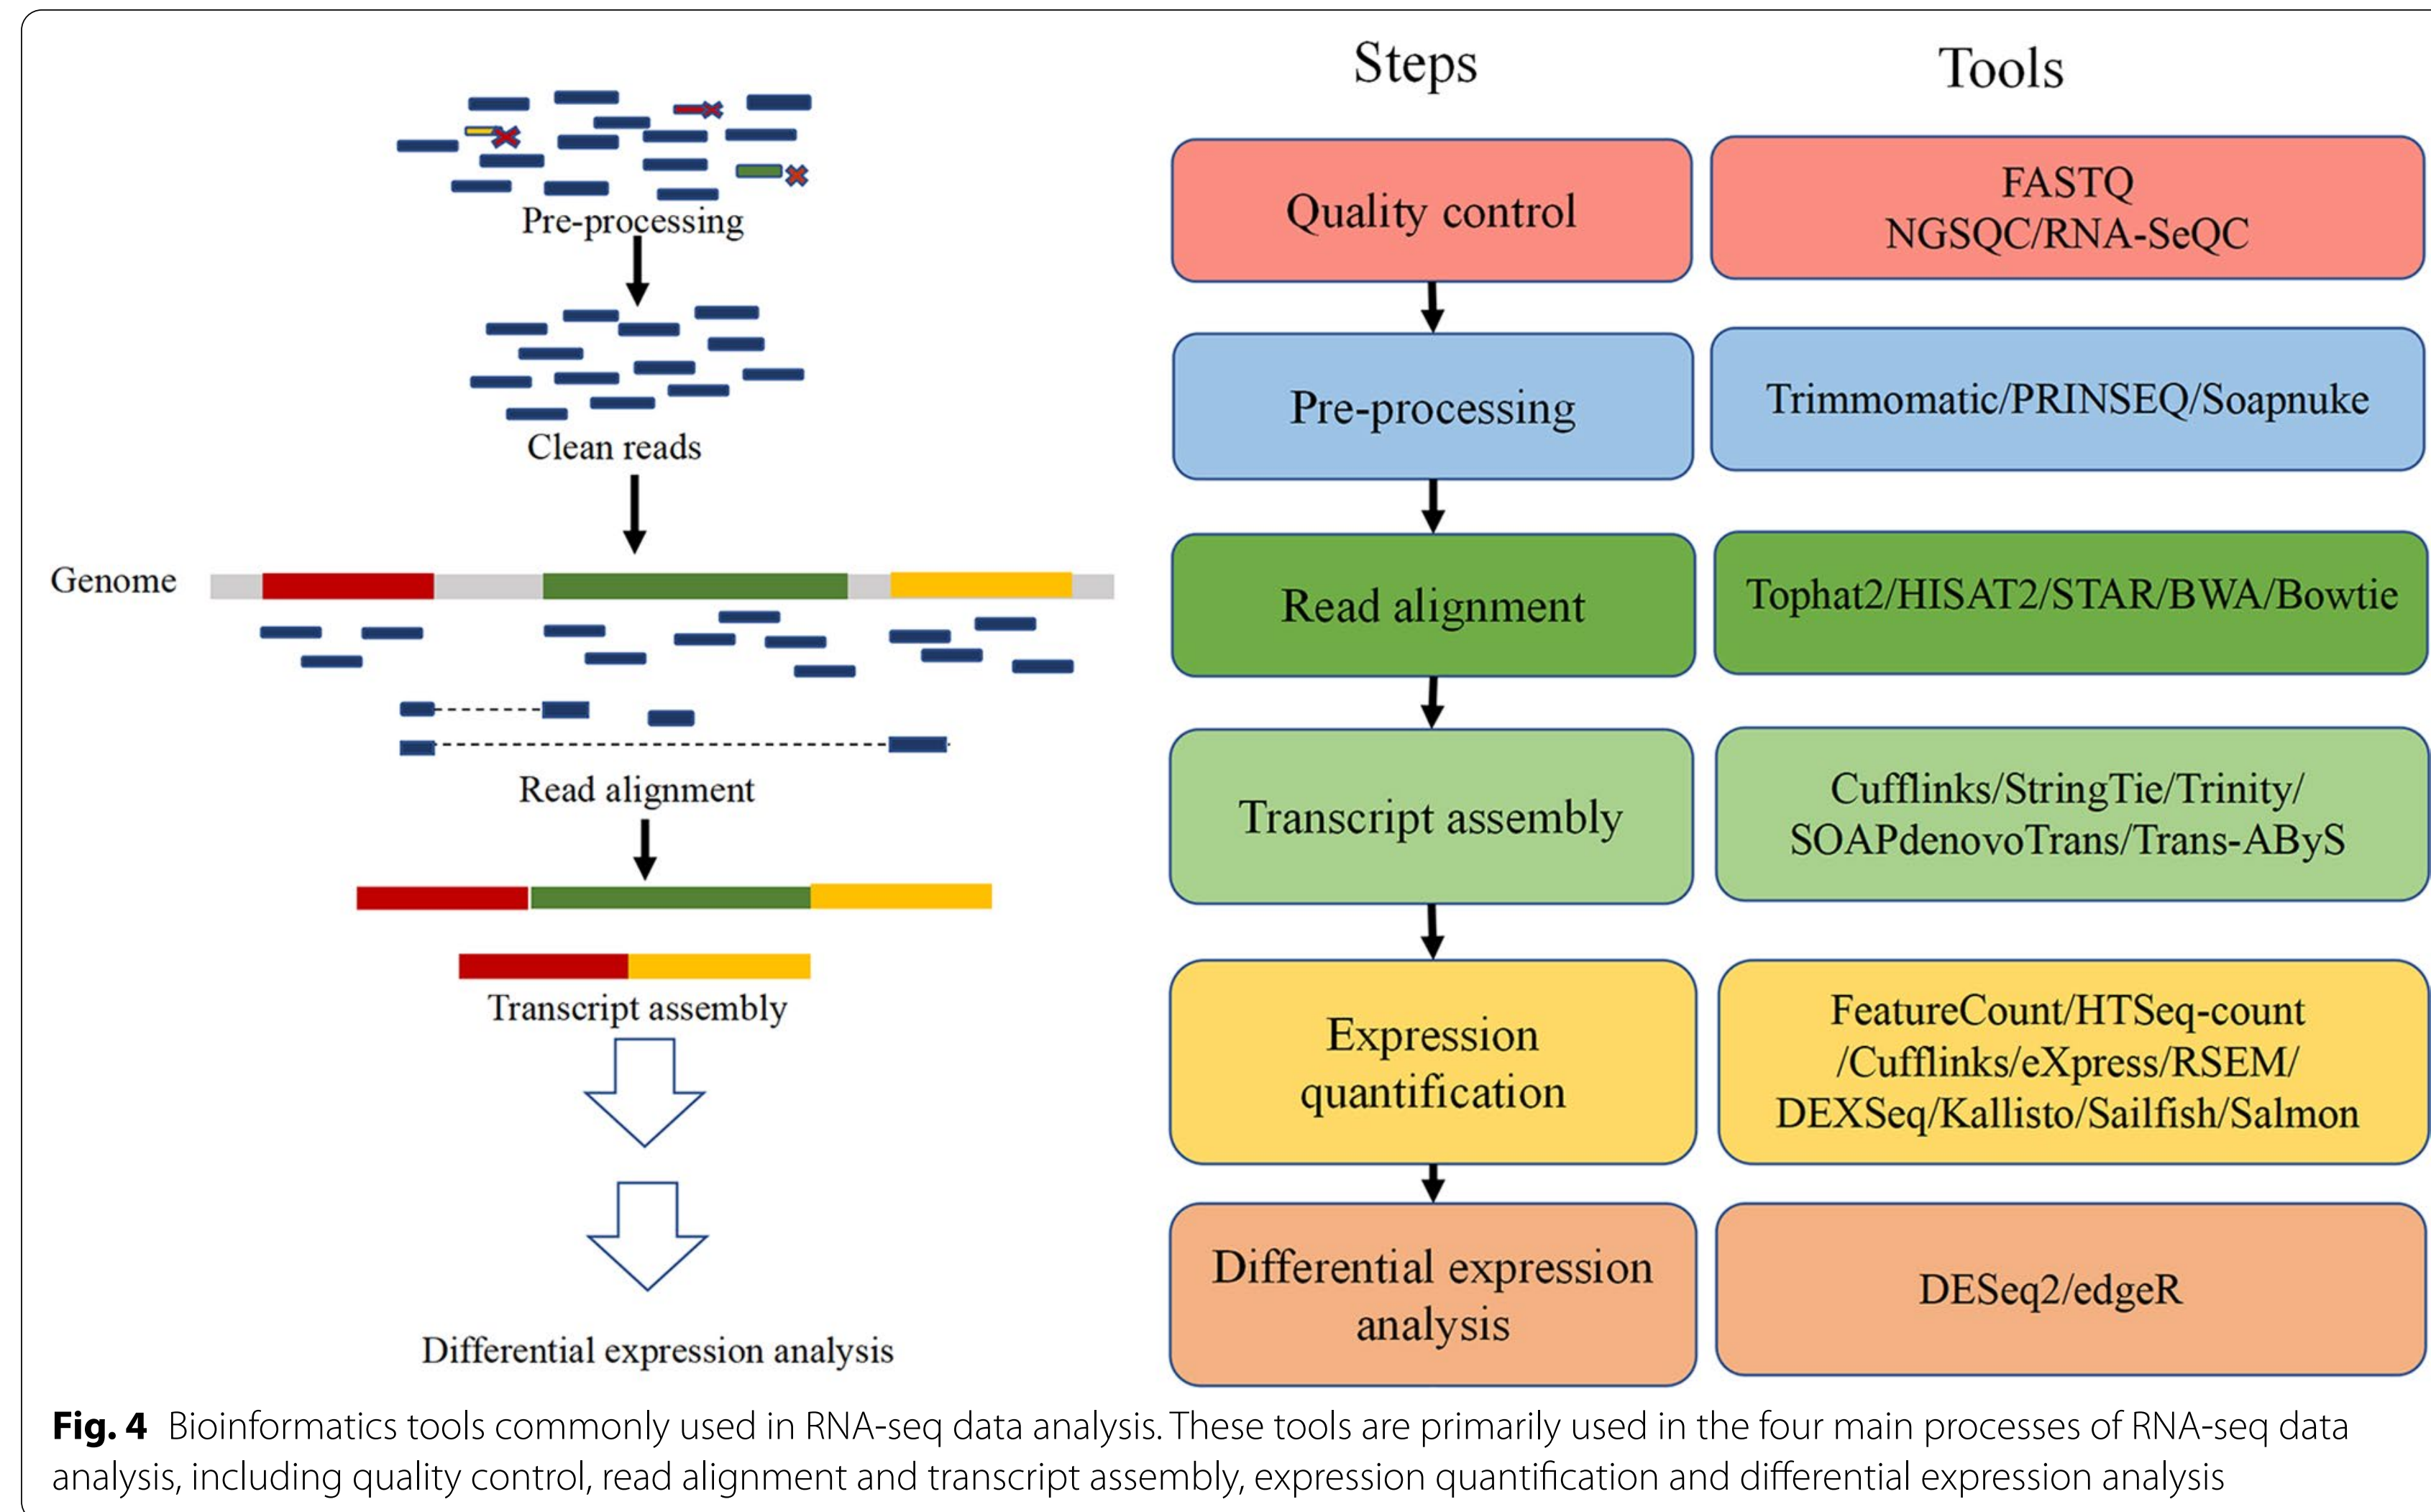 Steps
Tools
Pre-processing
Clean reads
Genome
Read alignment
Transcript assembly
Differential expression analysis
Quality control
FASTQ
NGSQC/RNA-SeQC
Pre-processing
Trimmomatic/PRINSEQ/Soapnuke
Read alignment
Tophat2/HISAT2/STAR/BWA/Bowtie
Transcript assembly
Cufflinks/StringTie/Trinity/
SOAPdenovoTrans/Trans-AByS
Expression
quantification
FeatureCount/HTSeq-count
/Cufflinks/eXpress/RSEM/
DEXSeq/Kallisto/Sailfish/Salmon
Differential expression
analysis
DESeq2/edgeR
Fig. 4 Bioinformatics tools commonly used in RNA-seq data analysis. These tools are primarily used in the four main processes of RNA-seq data
analysis, including quality control, read alignment and transcript assembly, expression quantification and differential expression analysis